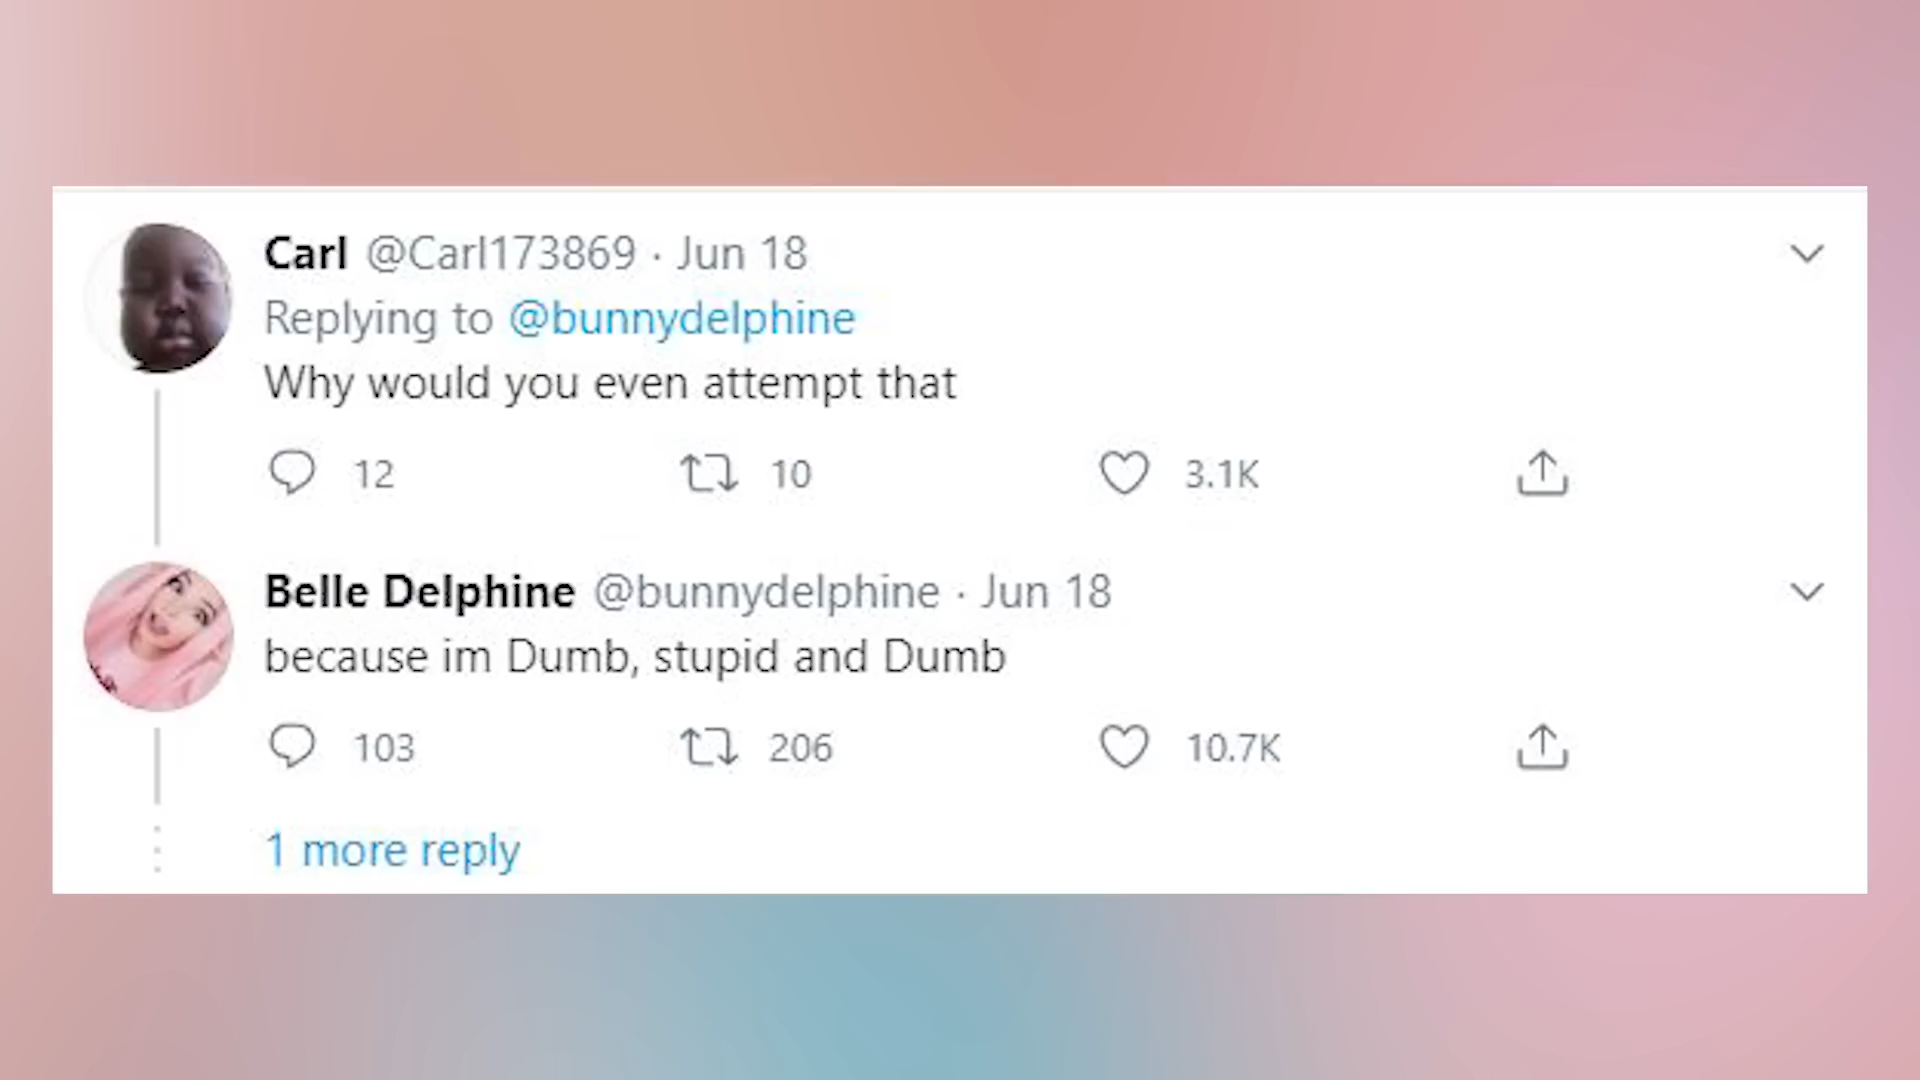 Carl @Carl173869 · Jun 18
Replying to @bunnydelphine
Why would you even attempt that
12 10 3.1K
Belle Delphine @bunnydelphine · Jun 18
because im Dumb, stupid and Dumb
103 206 10.7K
1 more reply